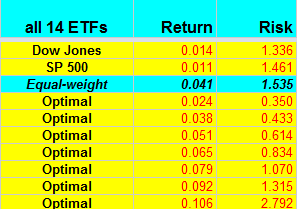 all 14 ETFs Return Risk
Dow Jones 0.014 1.336
SP 500 0.011 1.461
Equal-weight 0.041 1.535
Optimal 0.024 0.350
Optimal 0.038 0.433
Optimal 0.051 0.614
Optimal 0.065 0.834
Optimal 0.079 1.070
Optimal 0.092 1.315
Optimal 0.106 2.792